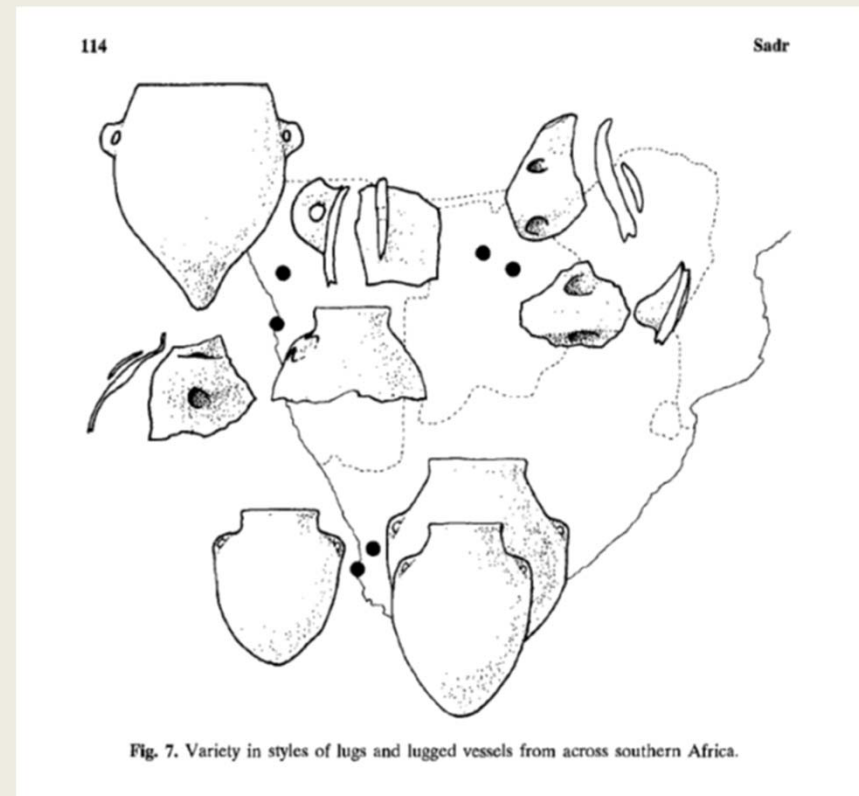 114
Sadr
Fig. 7. Variety in styles of lugs and lugged vessels from across southern Africa.